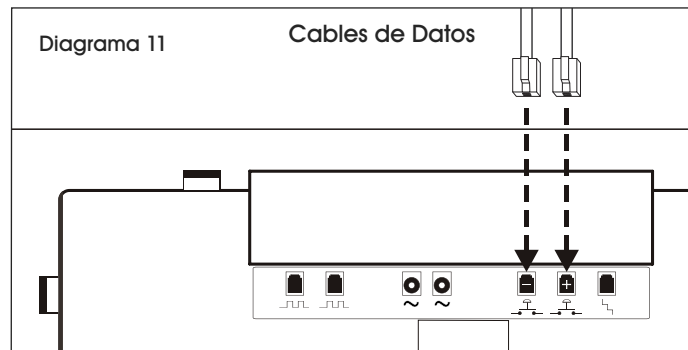 Diagrama 11
Cables de Datos
− +
~ ~